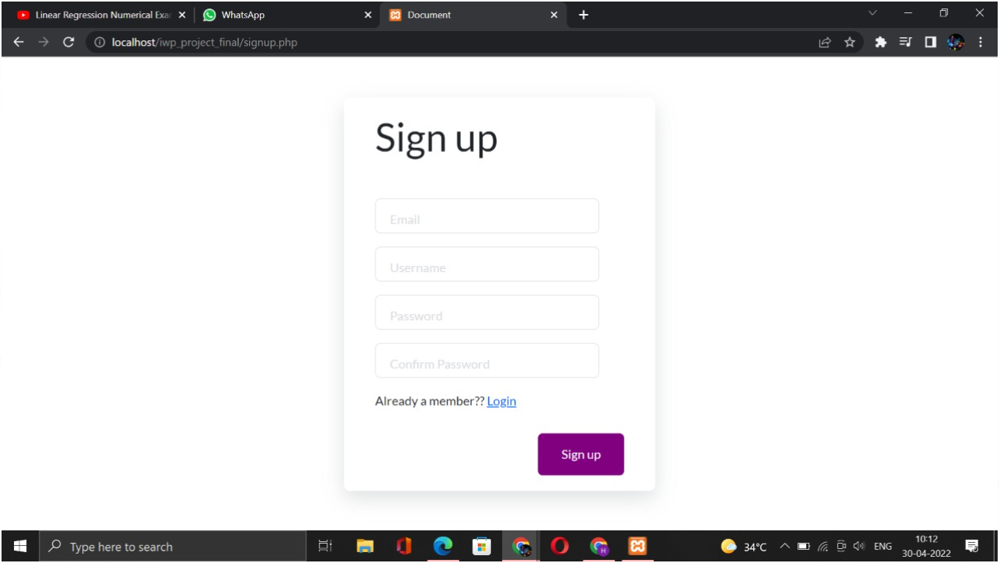 Linear Regression Numerical Exa
WhatsApp
Document
localhost/iwp_project_final/signup.php
Sign up
Email
Username
Password
Confirm Password
Already a member?? Login
Sign up
Type here to search
34°C
ENG
10:12
30-04-2022